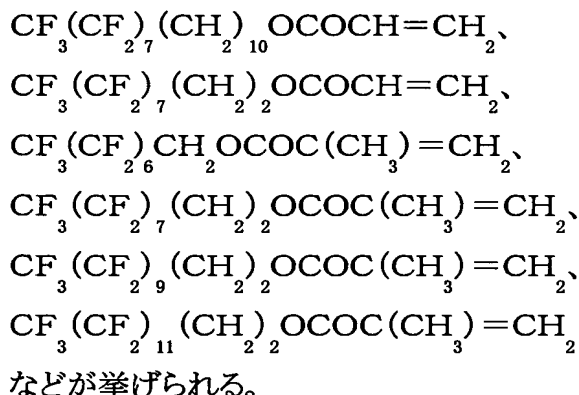 CF₃(CF₂)₇(CH₂)₁₀OCOCH=CH₂、
CF₃(CF₂)₇(CH₂)₂OCOCH=CH₂、
CF₃(CF₂)₆CH₂OCOC(CH₃)=CH₂、
CF₃(CF₂)₇(CH₂)₂OCOC(CH₃)=CH₂、
CF₃(CF₂)₉(CH₂)₂OCOC(CH₃)=CH₂、
CF₃(CF₂)₁₁(CH₂)₂OCOC(CH₃)=CH₂
などが挙げられる。